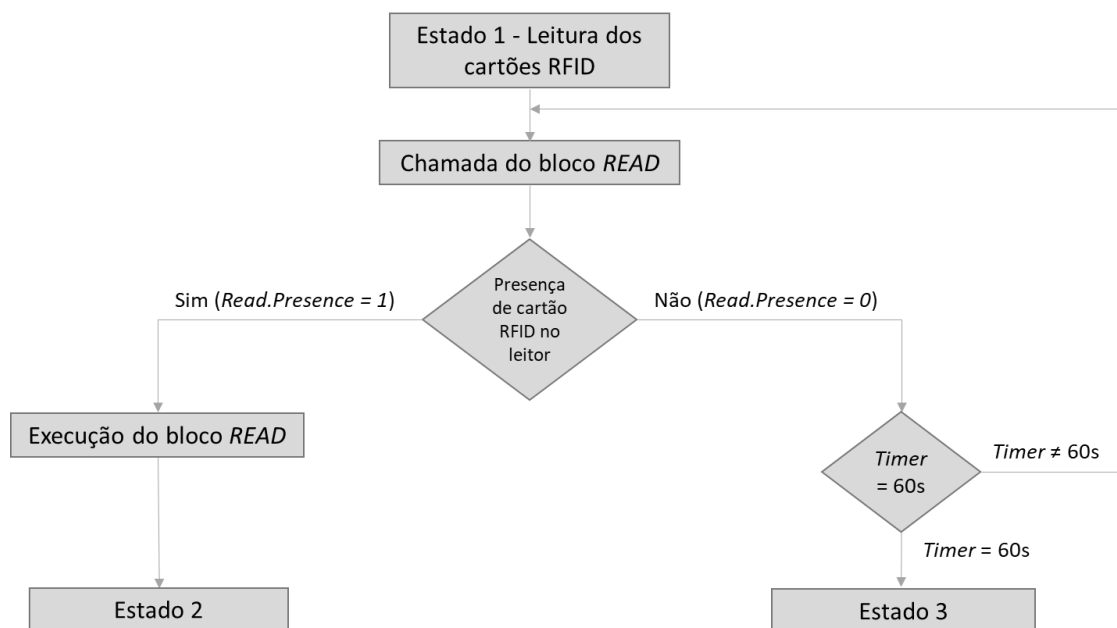 Estado 1 - Leitura dos
cartões RFID
Chamada do bloco READ
Presença
de cartão
RFID no
leitor
Sim (Read.Presence = 1)
Não (Read.Presence = 0)
Execução do bloco READ
Timer
= 60s
Timer ≠ 60s
Timer = 60s
Estado 2
Estado 3